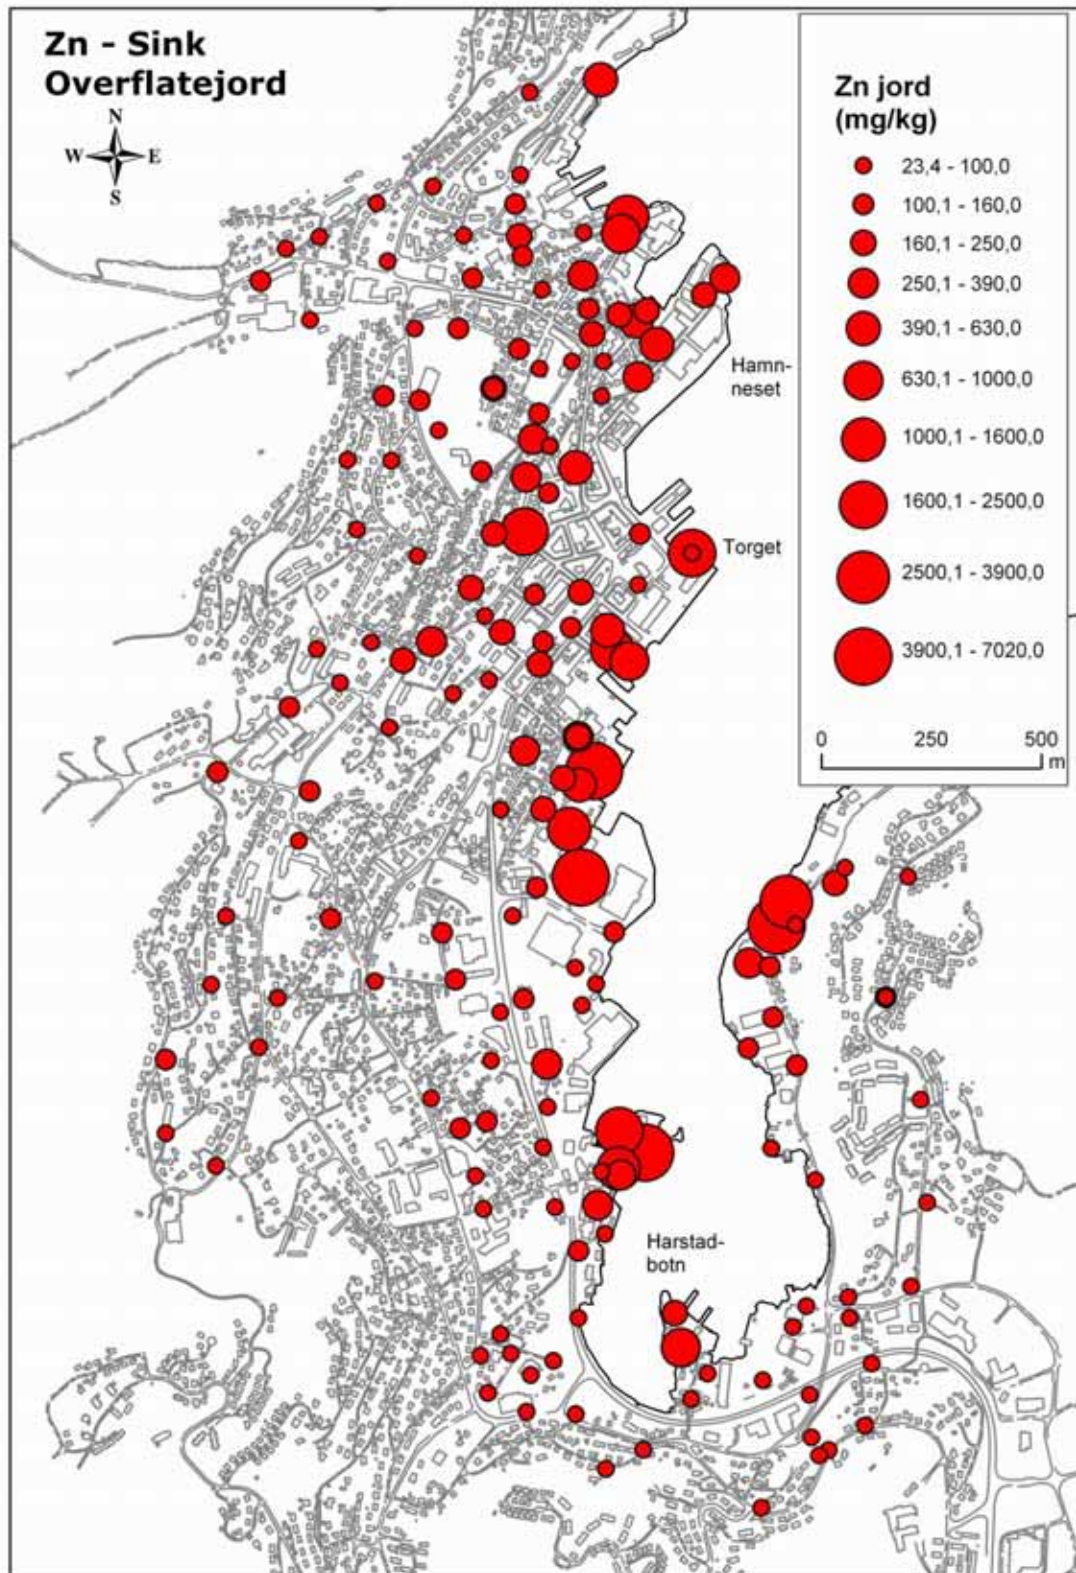 Zn - Sink
Overflatejord
N
W E
S
Zn jord
(mg/kg)
23,4 - 100,0
100,1 - 160,0
160,1 - 250,0
250,1 - 390,0
390,1 - 630,0
630,1 - 1000,0
1000,1 - 1600,0
1600,1 - 2500,0
2500,1 - 3900,0
3900,1 - 7020,0
0 250 500
m
Hamn-
neset
Torget
Harstad-
botn